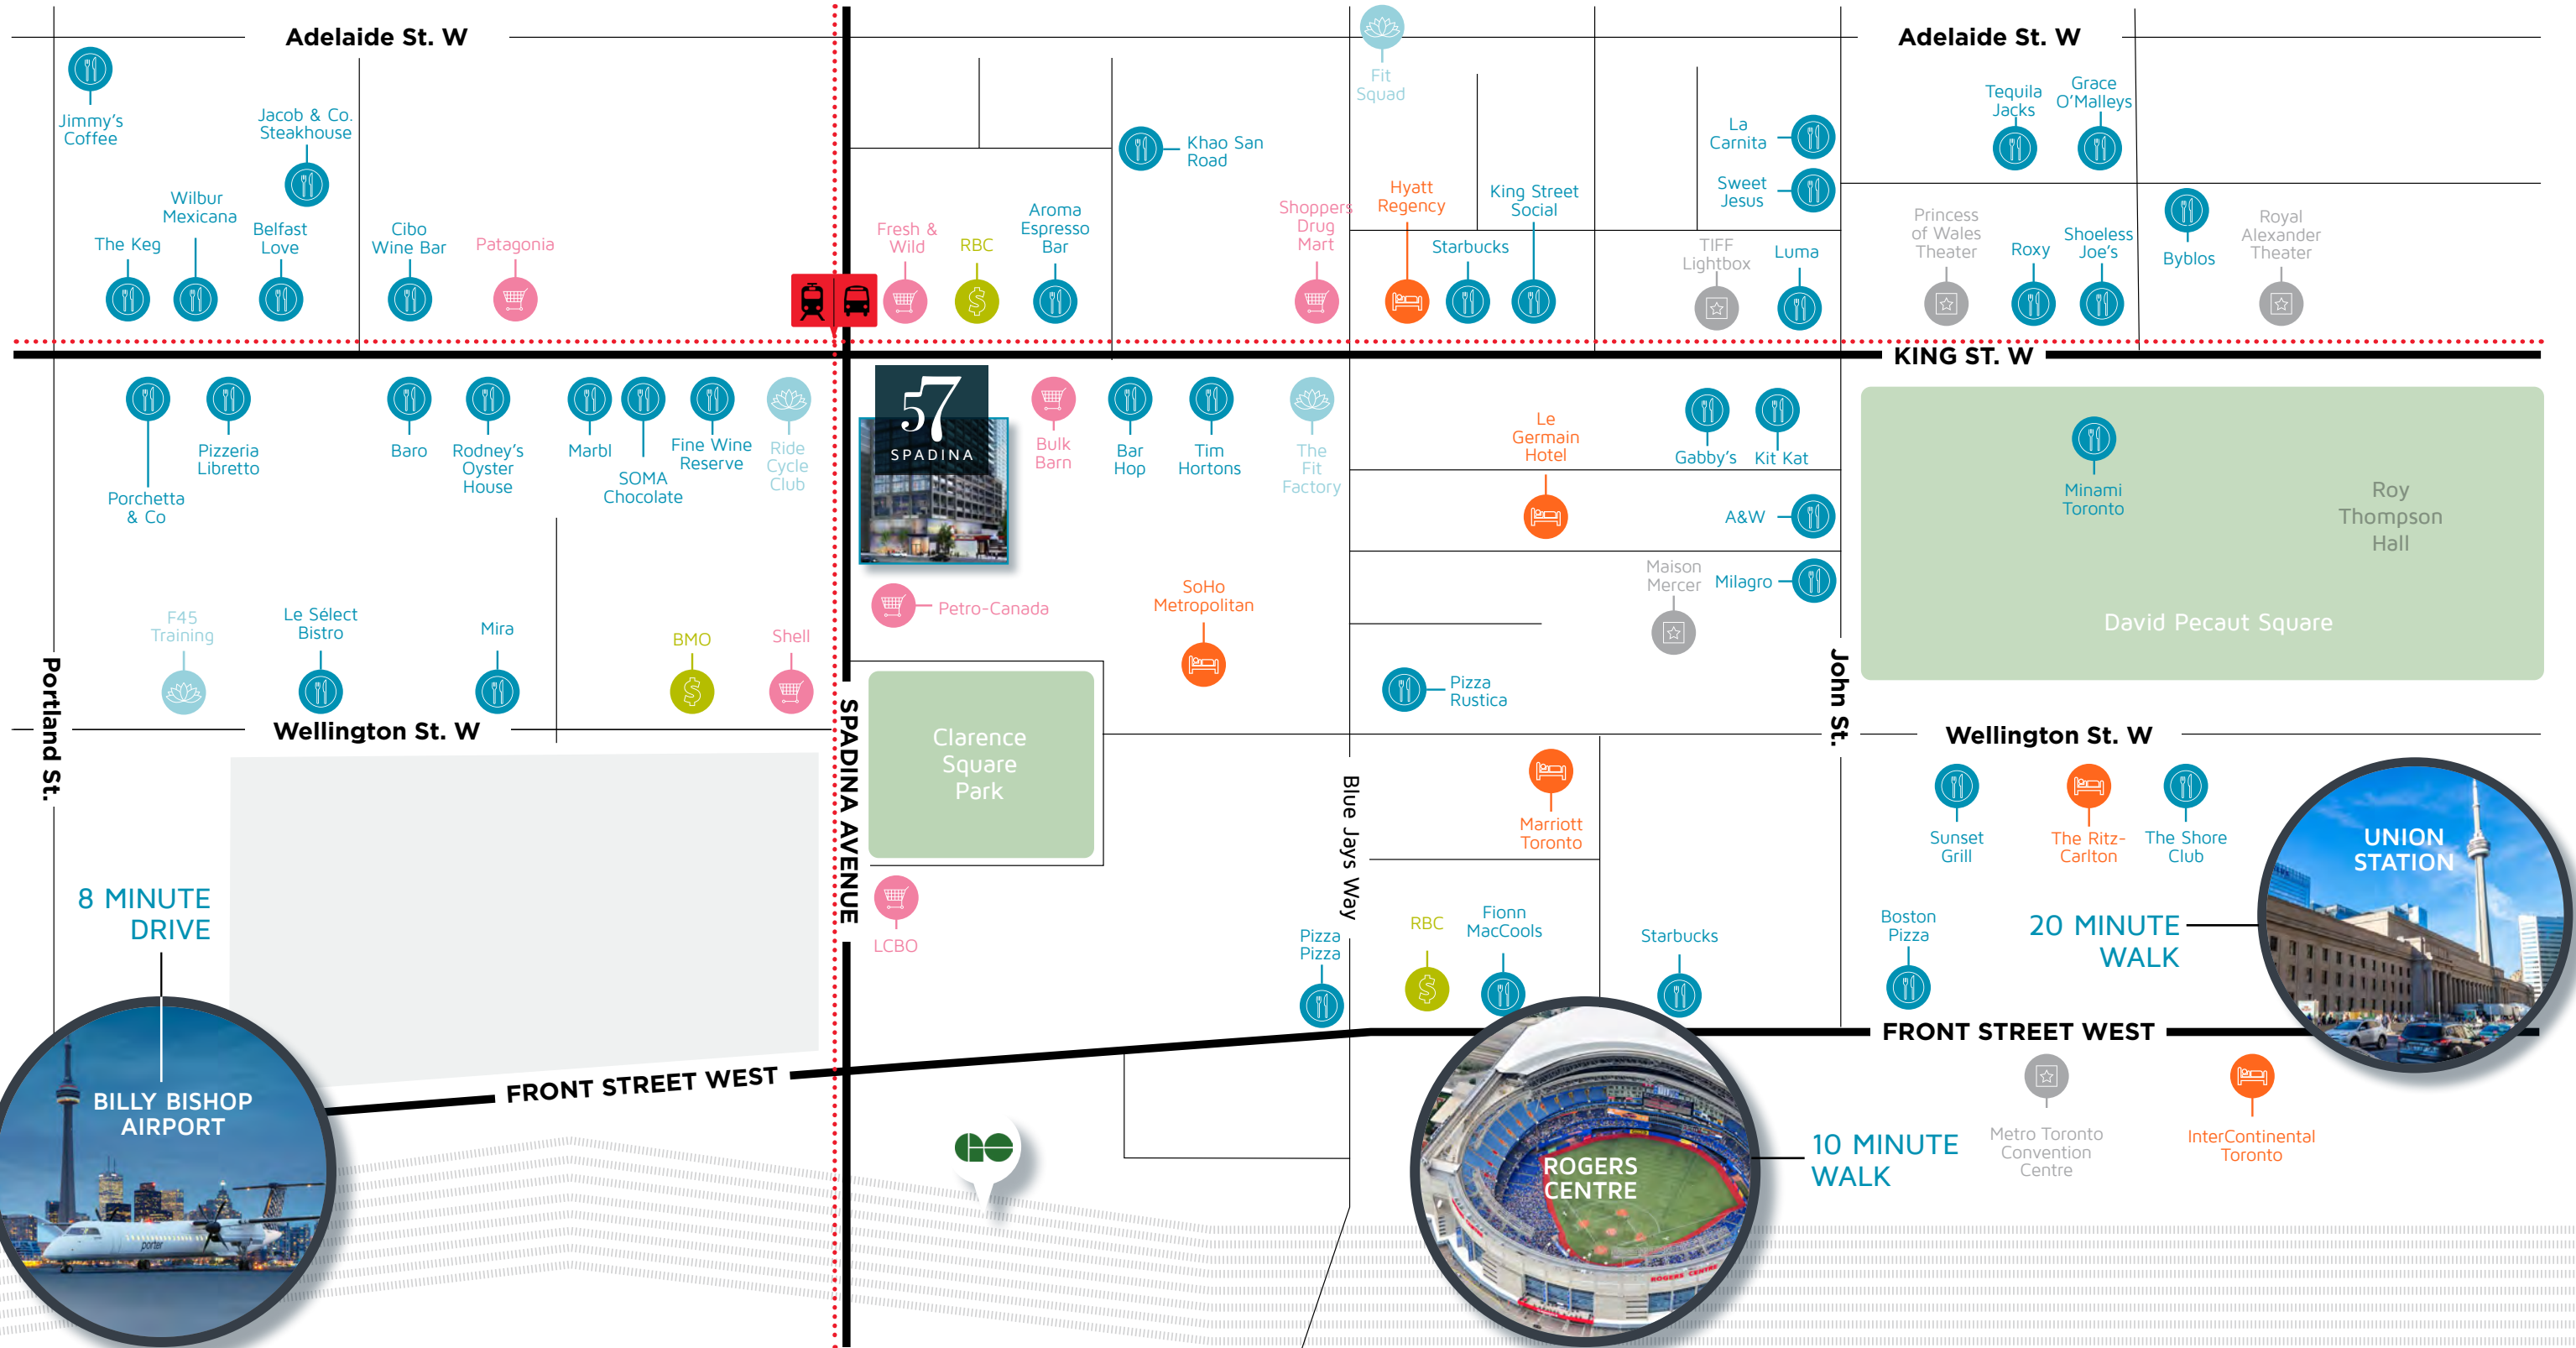 Adelaide St. W
Adelaide St. W
Jimmy's
Coffee
Jacob & Co.
Steakhouse
Wilbur
Mexicana
The Keg
Belfast
Love
Cibo
Wine Bar
Patagonia
Fresh &
Wild
RBC
Aroma
Espresso
Bar
Khao San
Road
Shoppers
Drug
Mart
Fit
Squad
Hyatt
Regency
King Street
Social
Starbucks
La
Carnita
Sweet
Jesus
TIFF
Lightbox
Luma
Tequila
Jacks
Grace
O'Malleys
Princess
of Wales
Theater
Roxy
Shoeless
Joe's
Byblos
Royal
Alexander
Theater
KING ST. W
Porchetta
& Co
Pizzeria
Libretto
Baro
Rodney's
Oyster
House
Marbl
SOMA
Chocolate
Fine Wine
Reserve
Ride
Cycle
Club
57
SPADINA
Bulk
Barn
Bar
Hop
Tim
Hortons
The
Fit
Factory
Le
Germain
Hotel
Gabby's
Kit Kat
A&W
Maison
Mercer
Milagro
Minami
Toronto
Roy
Thompson
Hall
David Pecaut Square
F45
Training
Le Sélect
Bistro
Mira
BMO
Shell
Petro-Canada
SoHo
Metropolitan
Pizza
Rustica
Portland St.
Wellington St. W
SPADINA AVENUE
Clarence
Square
Park
Blue Jays Way
John St.
Wellington St. W
Marriott
Toronto
Sunset
Grill
The Ritz-
Carlton
The Shore
Club
UNION
STATION
20 MINUTE
WALK
8 MINUTE
DRIVE
LCBO
Pizza
Pizza
RBC
Fionn
MacCools
Starbucks
Boston
Pizza
FRONT STREET WEST
FRONT STREET WEST
BILLY BISHOP
AIRPORT
porter
GO
ROGERS
CENTRE
ROGERS CENTRE
10 MINUTE
WALK
Metro Toronto
Convention
Centre
InterContinental
Toronto